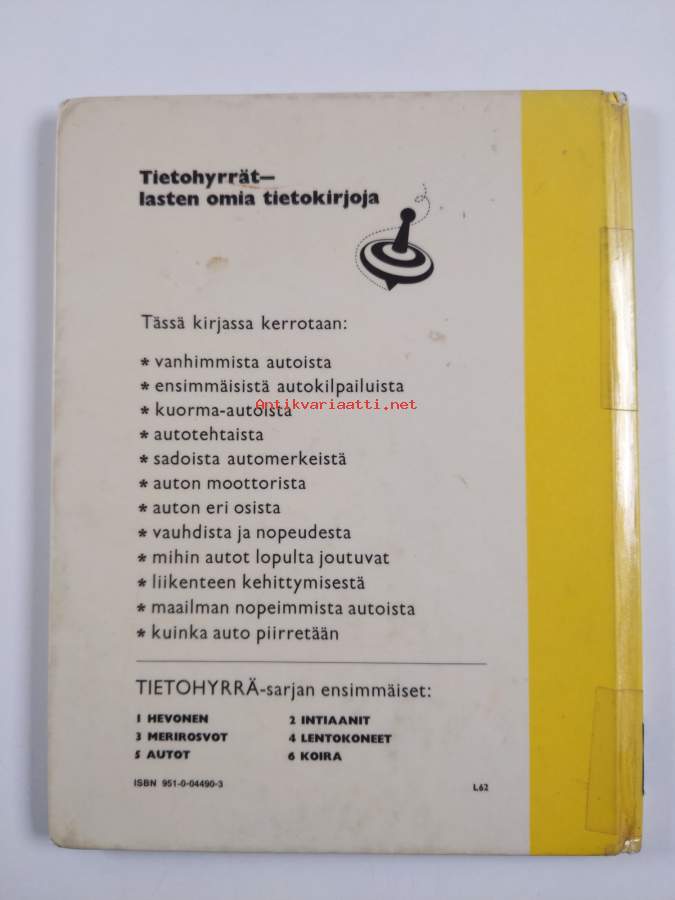 Tietohyrrät—
lasten omia tietokirjoja
Tässä kirjassa kerrotaan:
* vanhimmista autoista
* ensimmäisistä autokilpailuista
Antikvariaatti.net
* kuorma-autoista
* autotehtaista
* sadoista automerkeistä
* auton moottorista
* auton eri osista
* vauhdista ja nopeudesta
* mihin autot lopulta joutuvat
* liikenteen kehittymisestä
* maailman nopeimmista autoista
* kuinka auto piirretään
TIETOHYRRÄ-sarjan ensimmäiset:
1 HEVONEN 2 INTIAANIT
3 MERIROSVOT 4 LENTOKONEET
5 AUTOT 6 KOIRA
ISBN 951-0-04490-3 L62